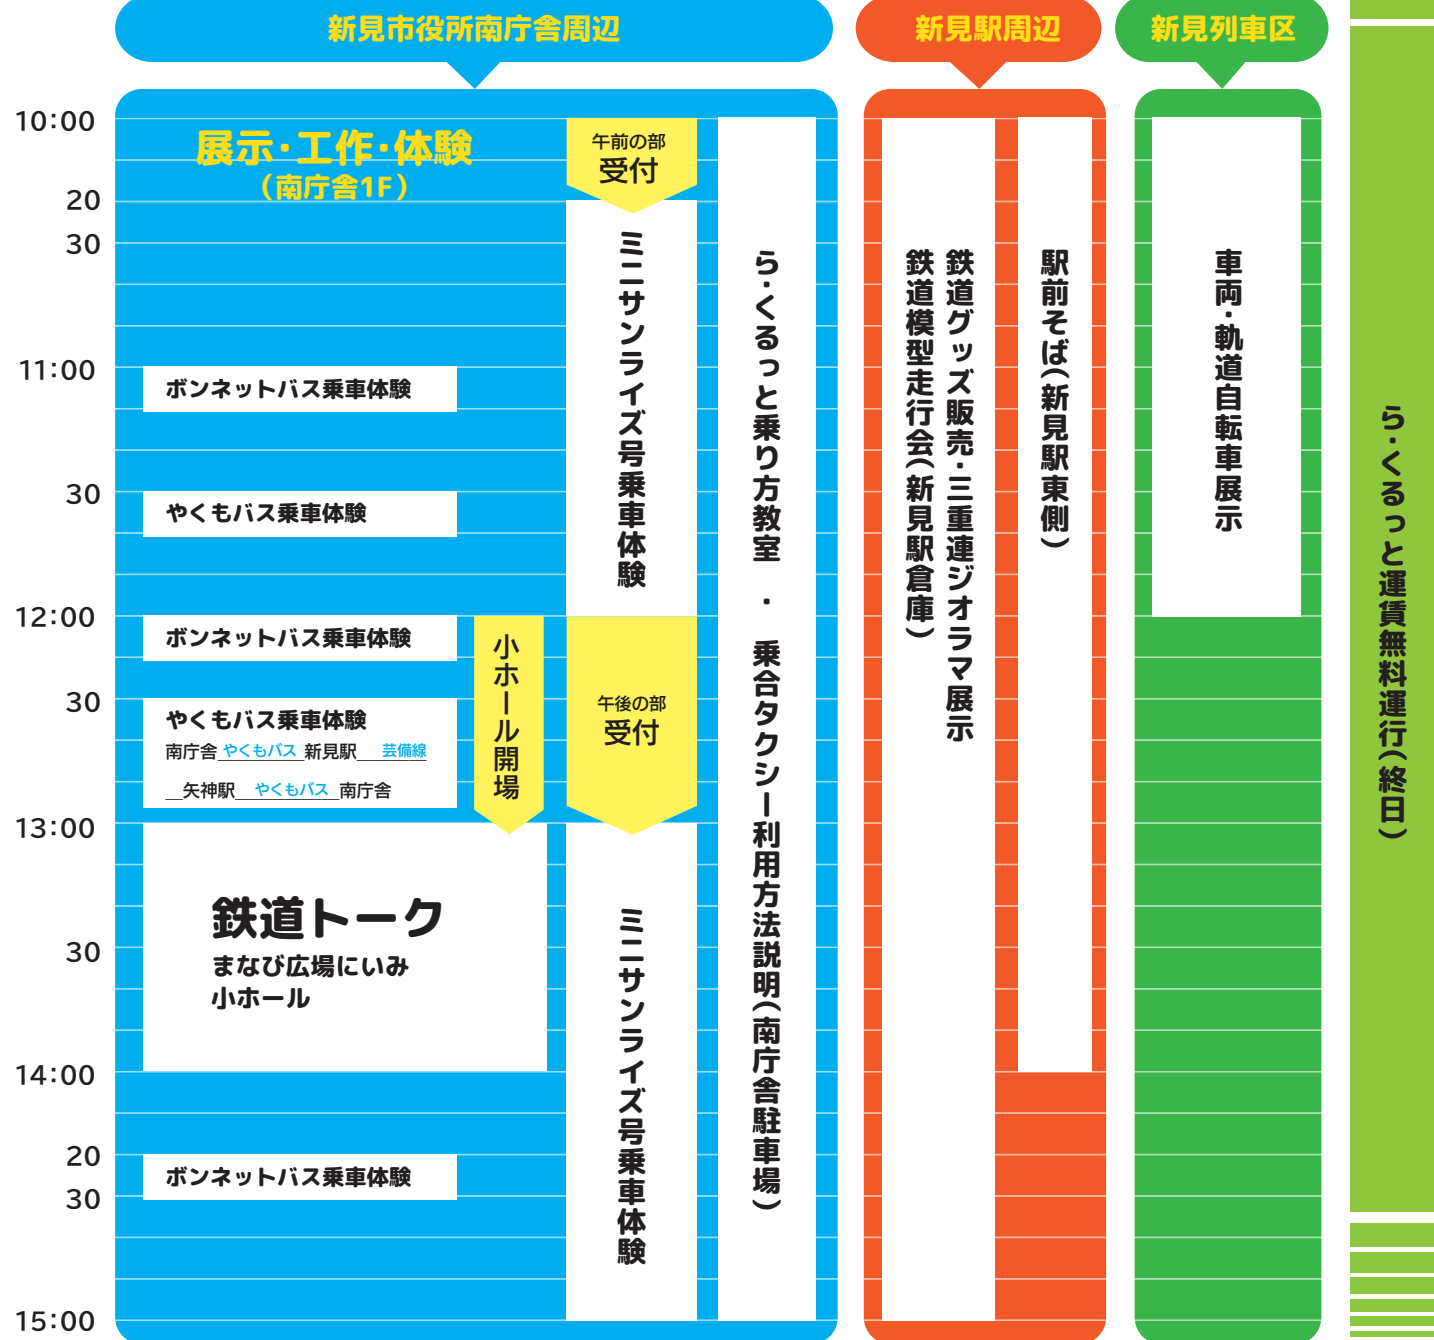 新見市役所南庁舎周辺
新見駅周辺
新見列車区
10:00
20
30
11:00
30
12:00
30
13:00
30
14:00
20
30
15:00
展示･工作･体験
（南庁舎1F）
ボンネットバス乗車体験
やくもバス乗車体験
ボンネットバス乗車体験
やくもバス乗車体験
南庁舎 やくもバス 新見駅 芸備線
矢神駅 やくもバス 南庁舎
小ホール開場
鉄道トーク
まなび広場にいみ
小ホール
ボンネットバス乗車体験
午前の部
受付
ミニサンライズ号乗車体験
午後の部
受付
ミニサンライズ号乗車体験
ら･くるっと乗り方教室 ･ 乗合タクシー利用方法説明(南庁舎駐車場)
鉄道グッズ販売･三重連ジオラマ展示
鉄道模型走行会(新見駅倉庫)
駅前そば(新見駅東側)
車両･軌道自転車展示
ら･くるっと運賃無料運行(終日)